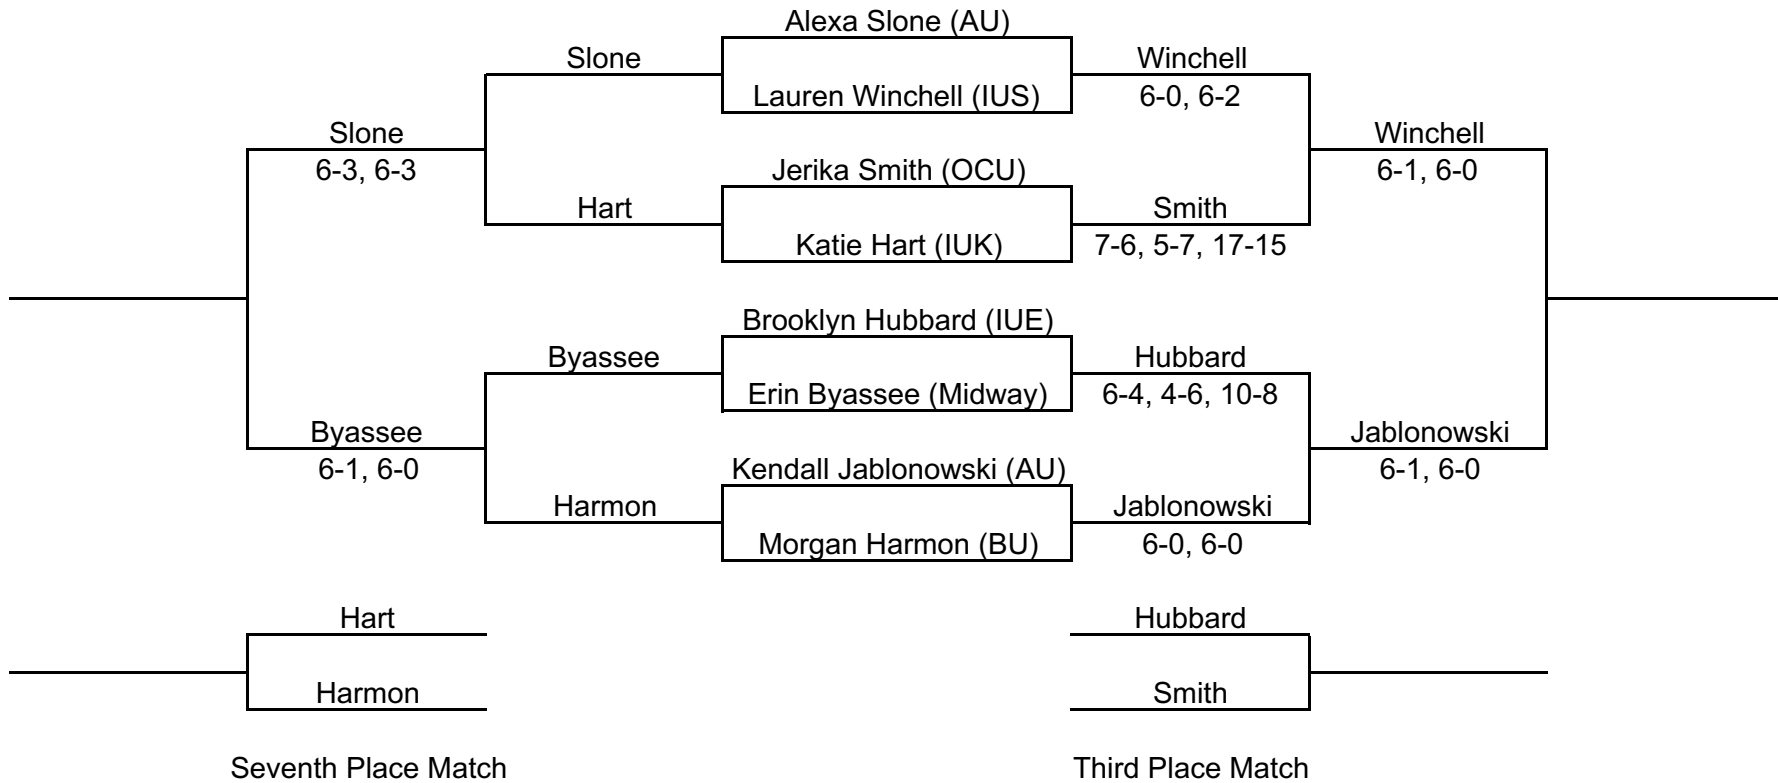 Alexa Slone (AU)
Slone
Winchell
Lauren Winchell (IUS)
6-0, 6-2
Slone
Winchell
6-3, 6-3
Jerika Smith (OCU)
6-1, 6-0
Hart
Smith
Katie Hart (IUK)
7-6, 5-7, 17-15
Brooklyn Hubbard (IUE)
Byassee
Hubbard
Erin Byassee (Midway)
6-4, 4-6, 10-8
Byassee
Jablonowski
6-1, 6-0
Kendall Jablonowski (AU)
6-1, 6-0
Harmon
Jablonowski
Morgan Harmon (BU)
6-0, 6-0
Hart
Hubbard
Harmon
Smith
Seventh Place Match
Third Place Match